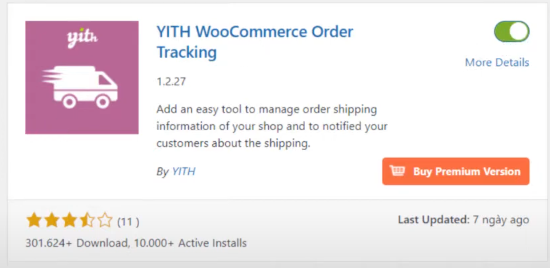 yith
YITH WooCommerce Order
Tracking
More Details
1.2.27
Add an easy tool to manage order shipping
information of your shop and to notified your
customers about the shipping.
By YITH
Buy Premium Version
(11 )
Last Updated: 7 ngày ago
301.624+ Download, 10.000+ Active Installs